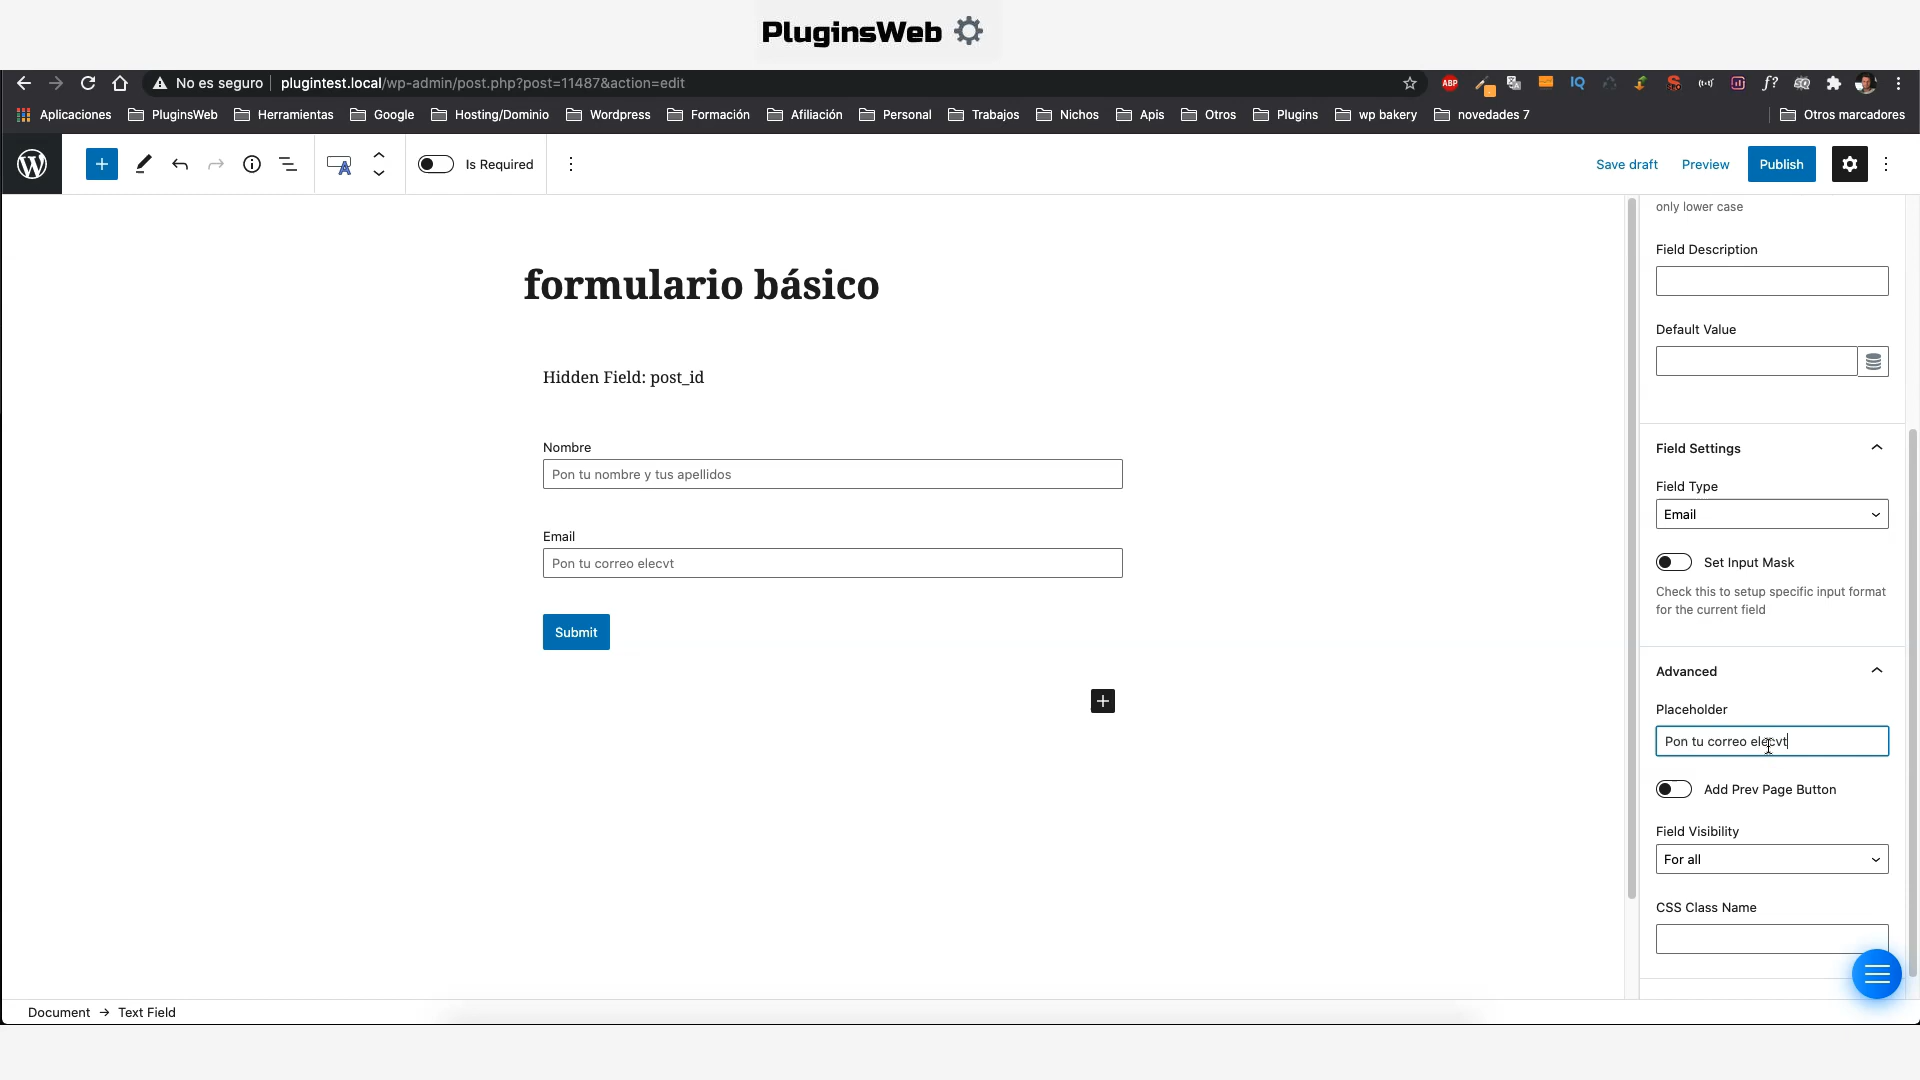 PluginsWeb
No es seguro plugintest.local/wp-admin/post.php?post=11487&action=edit
ABP IQ f?
Aplicaciones PluginsWeb Herramientas Google Hosting/Dominio Wordpress Formación Afiliación Personal Trabajos Nichos Apis Otros Plugins wp bakery novedades 7 Otros marcadores
Is Required Save draft Preview Publish
only lower case
Field Description
Default Value
formulario básico
Hidden Field: post_id
Nombre
Pon tu nombre y tus apellidos
Email
Pon tu correo elecvt
Submit
Field Settings
Field Type
Email
Set Input Mask
Check this to setup specific input format
for the current field
Advanced
Placeholder
Pon tu correo elecvt
Add Prev Page Button
Field Visibility
For all
CSS Class Name
Document → Text Field